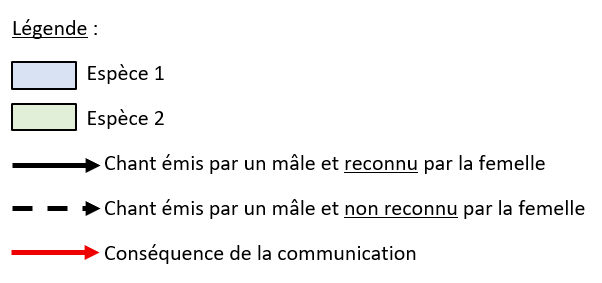 Légende :
Espèce 1
Espèce 2
Chant émis par un mâle et reconnu par la femelle
Chant émis par un mâle et non reconnu par la femelle
Conséquence de la communication